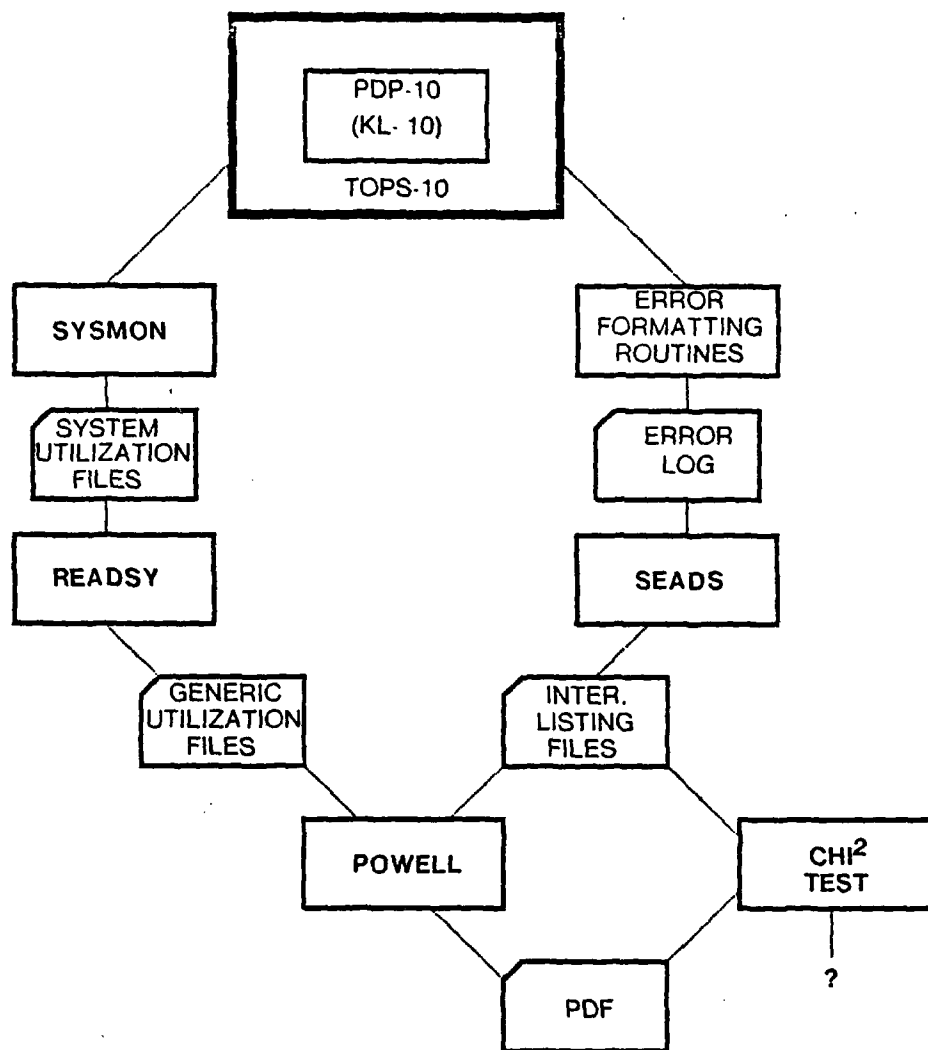 PDP-10
(KL- 10)
TOPS-10
SYSMON
ERROR
FORMATTING
ROUTINES
SYSTEM
UTILIZATION
FILES
ERROR
LOG
READSY
SEADS
GENERIC
UTILIZATION
FILES
INTER.
LISTING
FILES
POWELL
CHI²
TEST
PDF
?